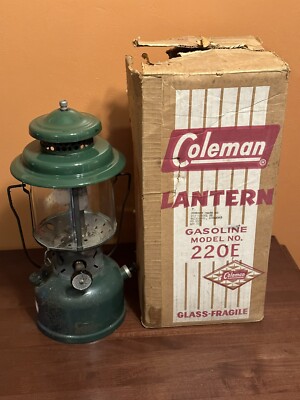 Coleman
®
LANTERN
GASOLINE
MODEL NO.
220E
Coleman
GLASS-FRAGILE